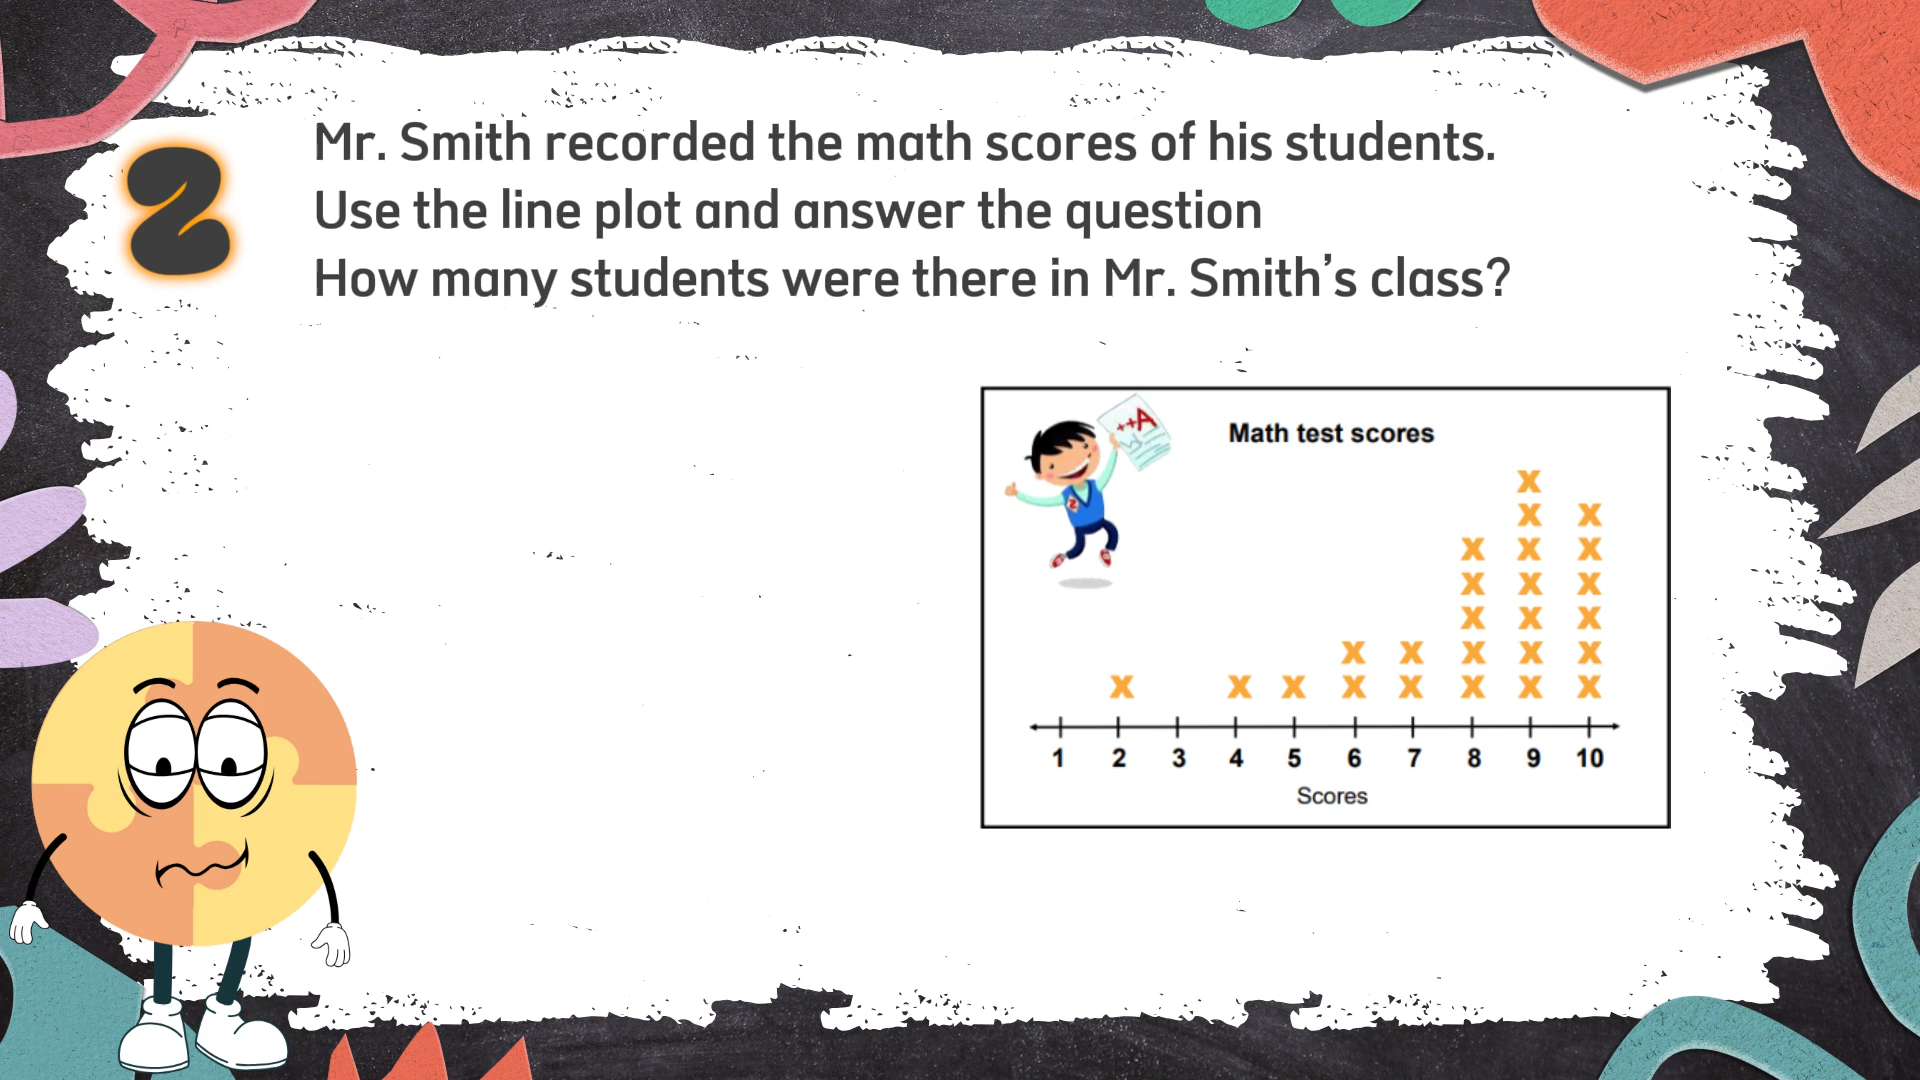 2
Mr. Smith recorded the math scores of his students.
Use the line plot and answer the question
How many students were there in Mr. Smith's class?
++A
Math test scores
X
X X
X X X
X X X
X X X
X X X X X
X X X X X X X X
1 2 3 4 5 6 7 8 9 10
Scores